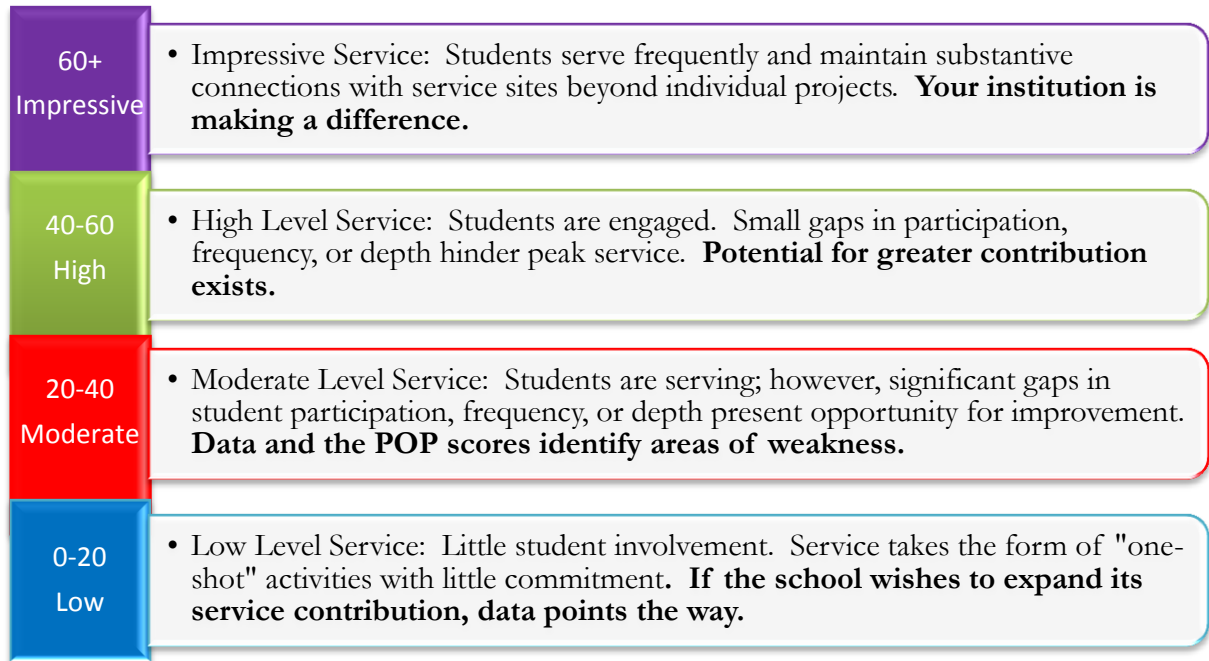 60+
Impressive
• Impressive Service:  Students serve frequently and maintain substantive
connections with service sites beyond individual projects.  Your institution is
making a difference.
40-60
High
• High Level Service:  Students are engaged.  Small gaps in participation,
frequency, or depth hinder peak service.  Potential for greater contribution
exists.
20-40
Moderate
• Moderate Level Service:  Students are serving; however, significant gaps in
student participation, frequency, or depth present opportunity for improvement.
Data and the POP scores identify areas of weakness.
0-20
Low
• Low Level Service:  Little student involvement.  Service takes the form of "one-
shot" activities with little commitment.  If the school wishes to expand its
service contribution, data points the way.